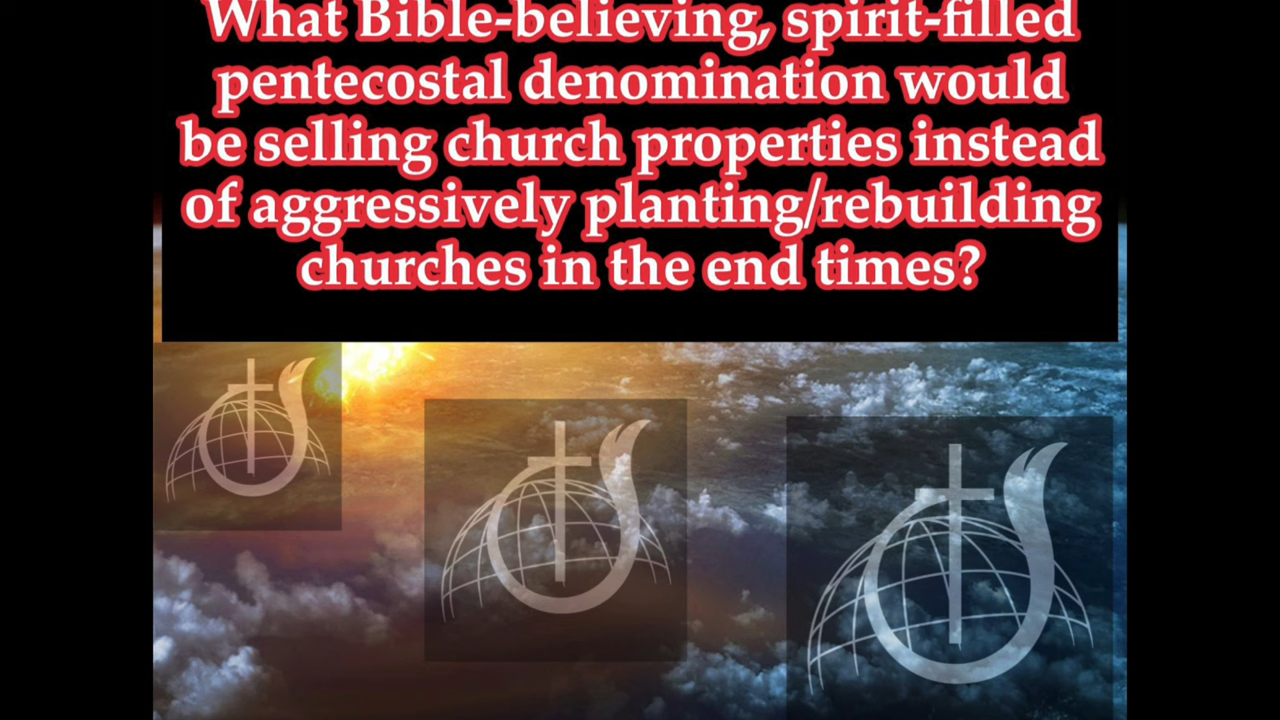 What Bible-believing, spirit-filled
pentecostal denomination would
be selling church properties instead
of aggressively planting/rebuilding
churches in the end times?